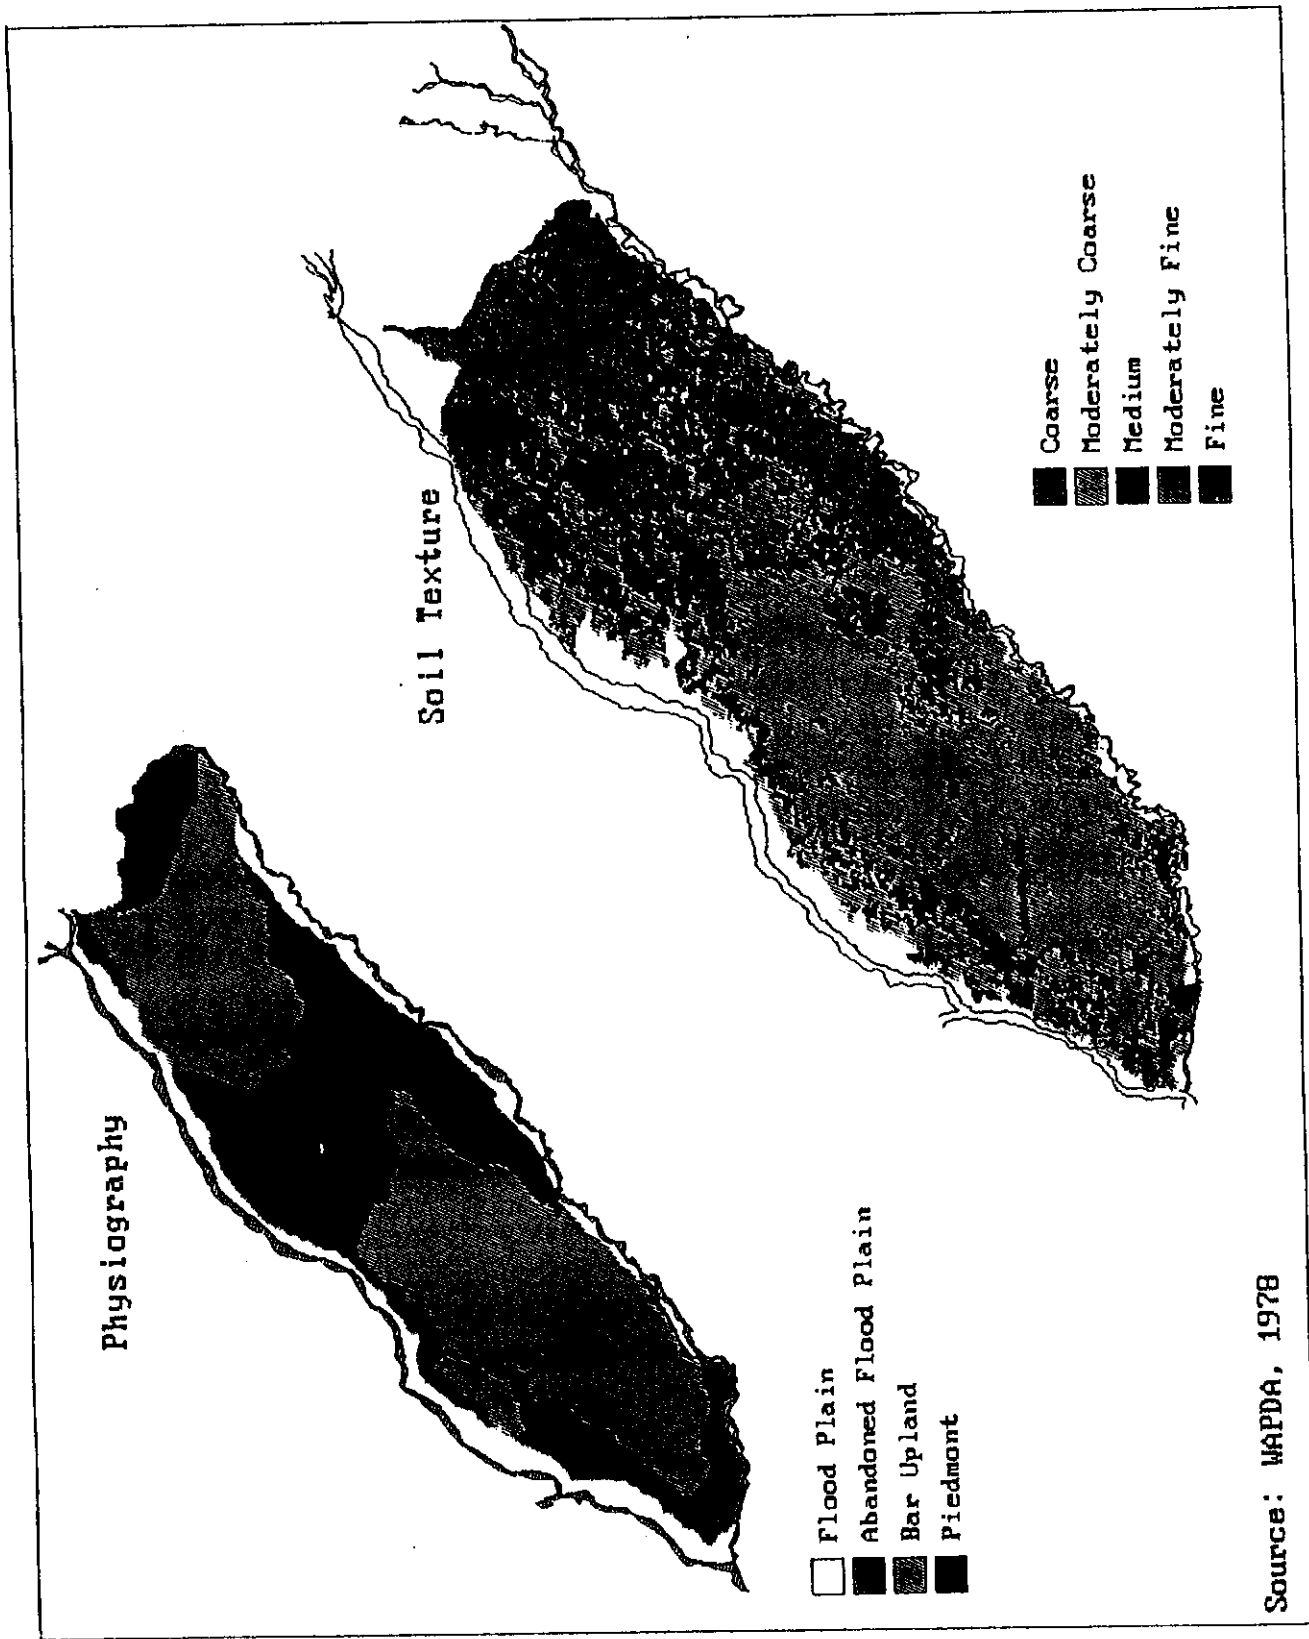 Physiography
Flood Plain
Abandoned Flood Plain
Bar Upland
Piedmont
Soil Texture
Coarse
Moderately Coarse
Medium
Moderately Fine
Fine
Source: WAPDA, 1978